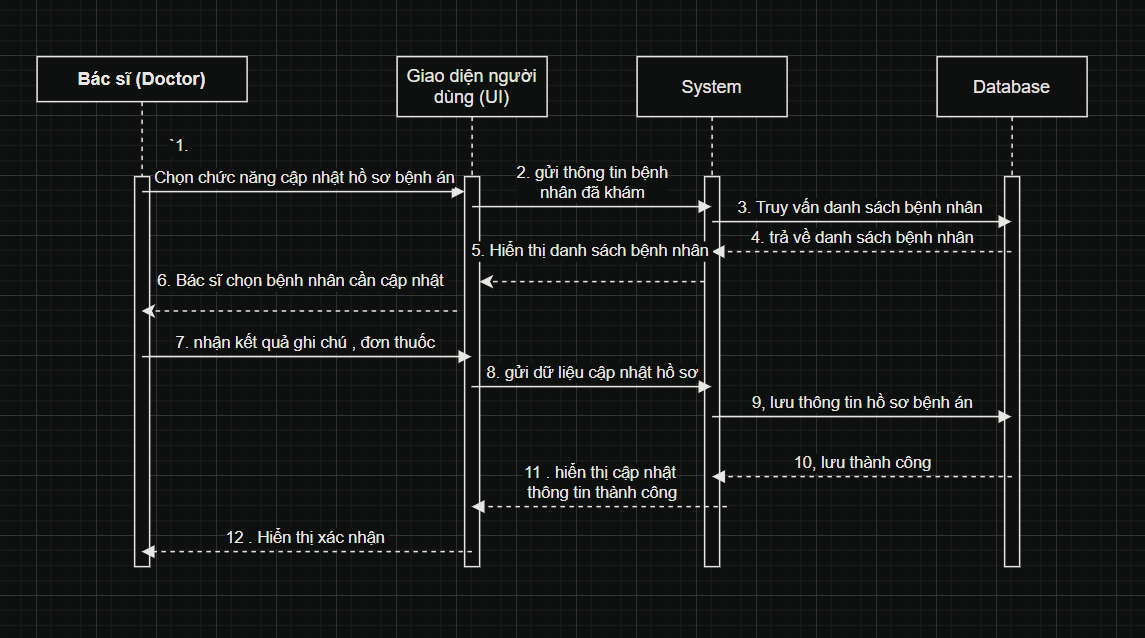 Bác sĩ (Doctor)
Giao diện người
dùng (UI)
System
Database
`1.
Chọn chức năng cập nhật hồ sơ bệnh án
2. gửi thông tin bệnh
nhân đã khám
3. Truy vấn danh sách bệnh nhân
4. trả về danh sách bệnh nhân
5. Hiển thị danh sách bệnh nhân
6. Bác sĩ chọn bệnh nhân cần cập nhật
7. nhận kết quả ghi chú , đơn thuốc
8. gửi dữ liệu cập nhật hồ sơ
9, lưu thông tin hồ sơ bệnh án
10, lưu thành công
11 . hiển thị cập nhật
thông tin thành công
12 . Hiển thị xác nhận